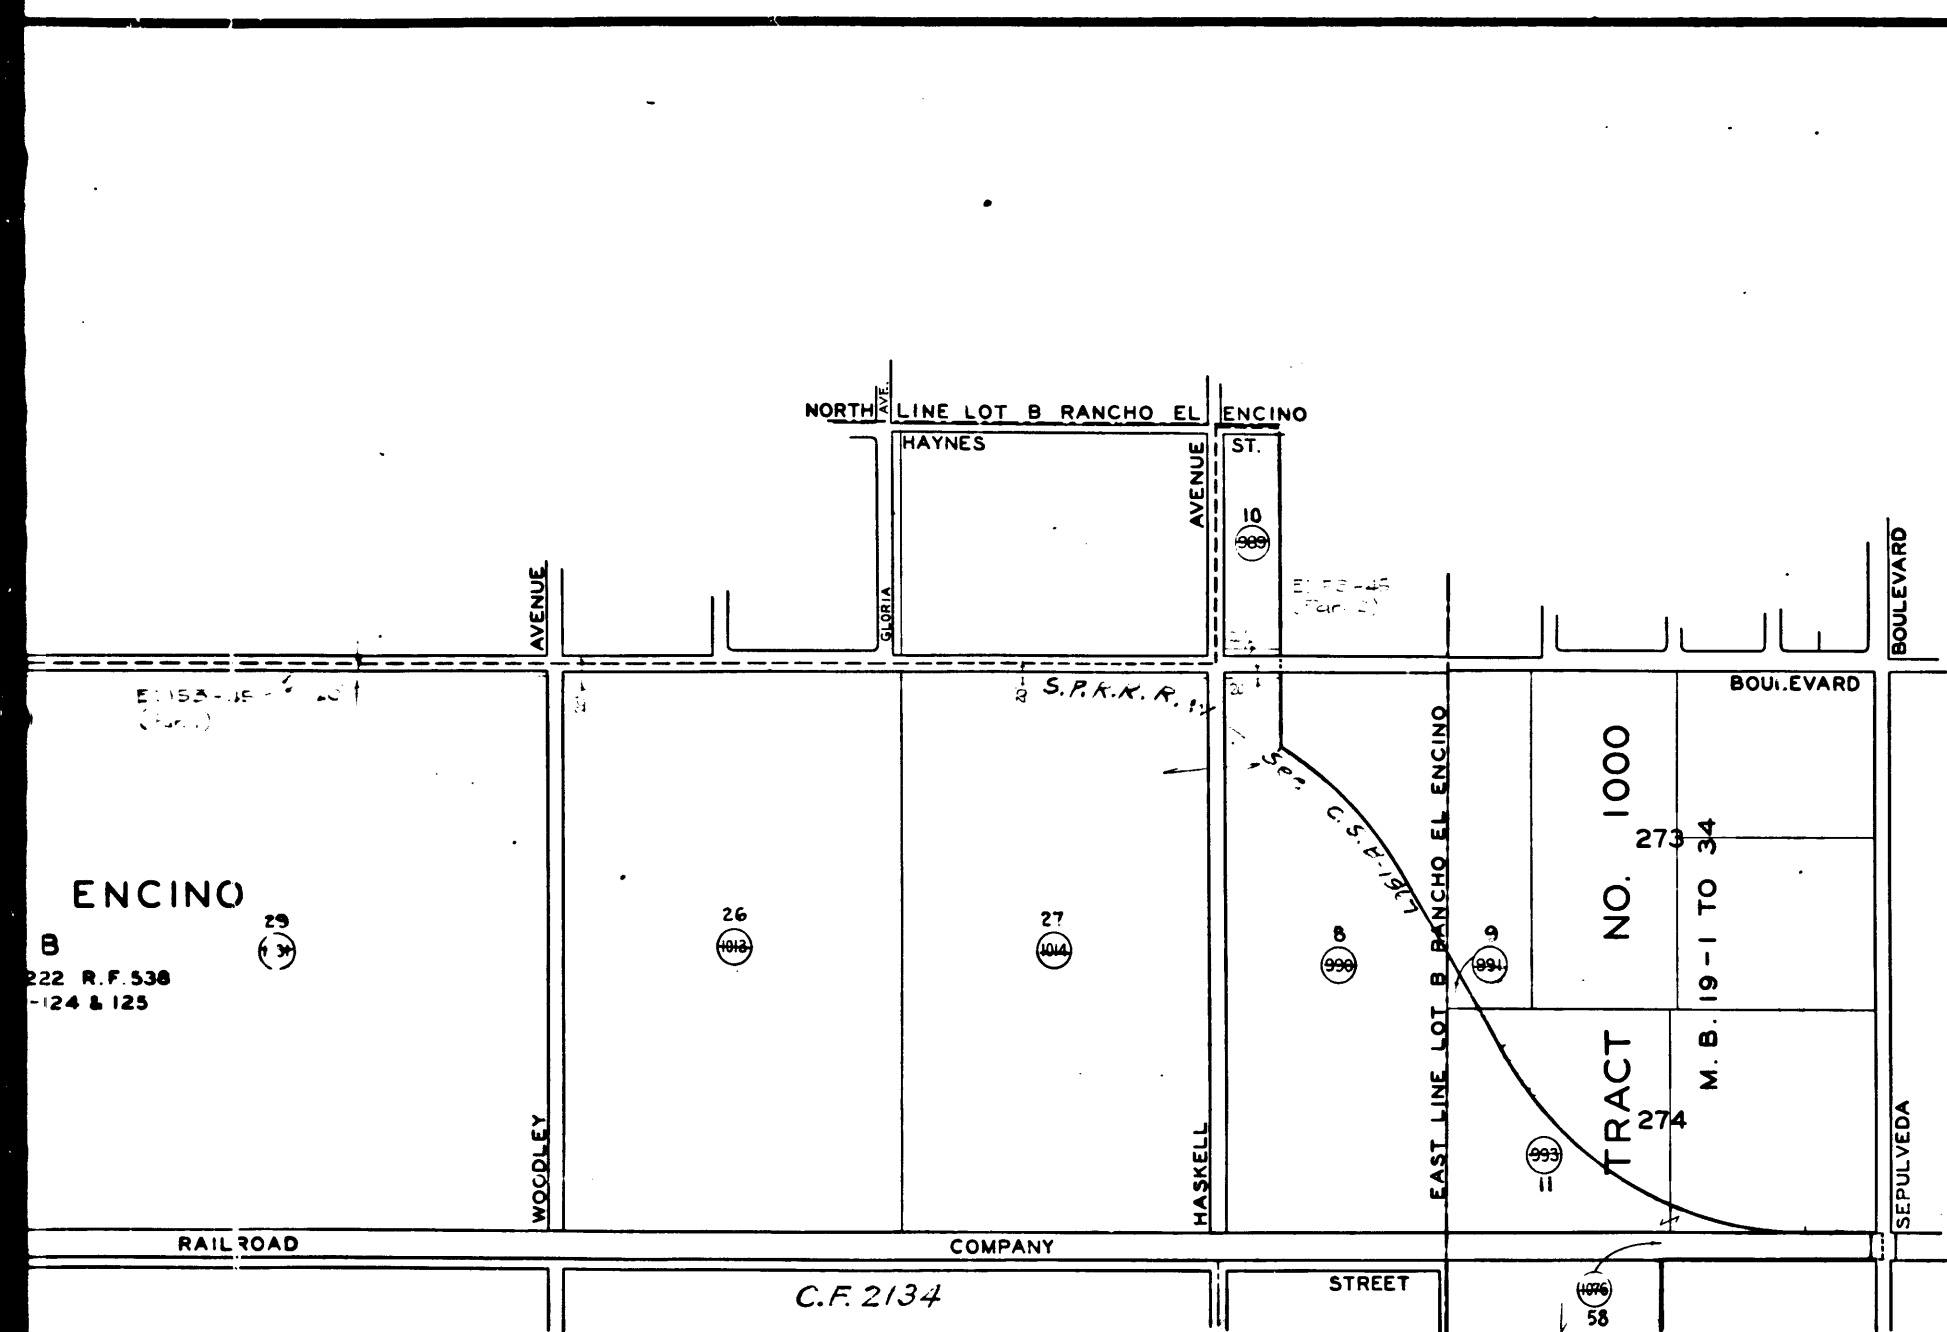 NORTH AVE. LINE LOT B RANCHO EL ENCINO
HAYNES
ST.
AVENUE
10
989
AVENUE
GLORIA
BOULEVARD
BOULEVARD
S.P.R.R.
EAST LINE LOT B RANCHO EL ENCINO
TRACT NO. 1000
M. B. 19-1 TO 34
273
274
ENCINO
B
222 R.F. 538
-124 & 125
29
26
1013
27
1014
8
990
9
991
993
11
WOODLEY
HASKELL
SEPULVEDA
RAILROAD
COMPANY
C.F. 2134
STREET
1076
58